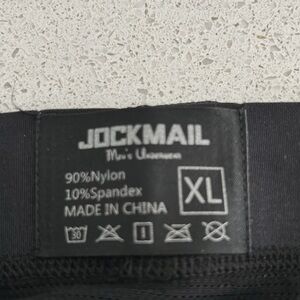 JOCKMAIL
Men's Underwear
90%Nylon
10%Spandex
MADE IN CHINA
XL
30